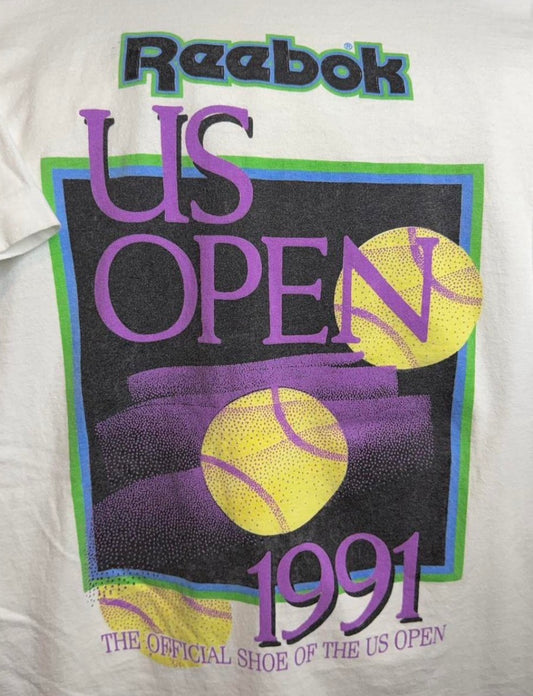 Reebok®
US
OPEN
1991
THE OFFICIAL SHOE OF THE US OPEN